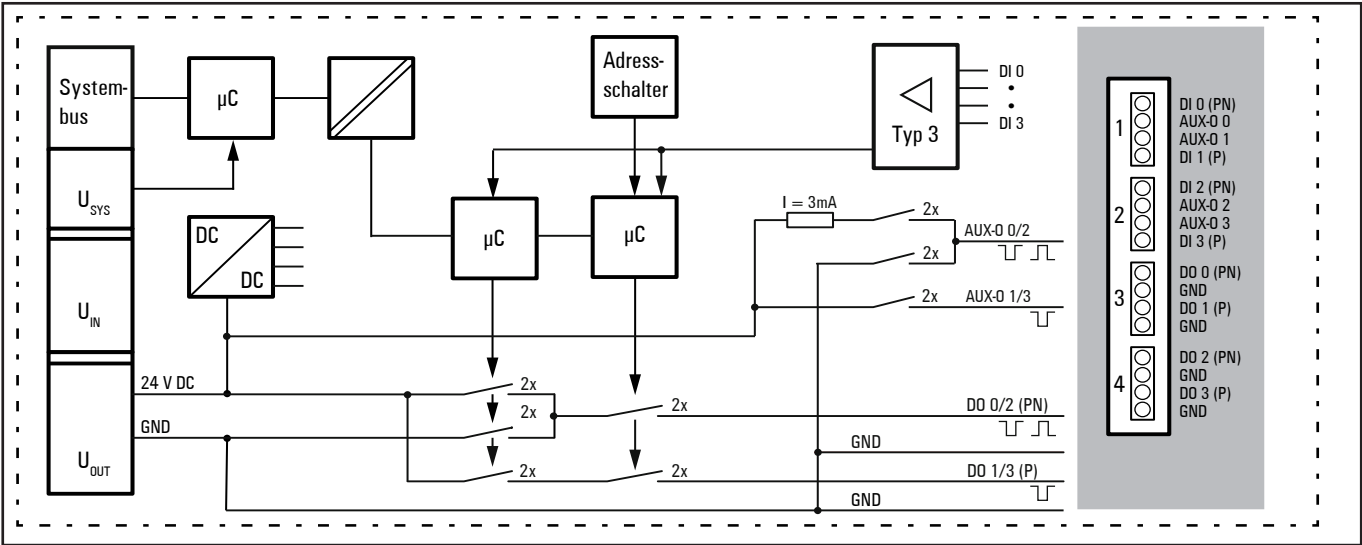 System-
bus
µC
U SYS
U IN
U OUT
DC
DC
24 V DC
GND
Adress-
schalter
µC
µC
Typ 3
DI 0
DI 3
I = 3mA
2x
2x
2x
AUX-O 0/2
AUX-O 1/3
2x
2x
2x
2x
2x
DO 0/2 (PN)
GND
DO 1/3 (P)
GND
1
DI 0 (PN)
AUX-O 0
AUX-O 1
DI 1 (P)
2
DI 2 (PN)
AUX-O 2
AUX-O 3
DI 3 (P)
3
DO 0 (PN)
GND
DO 1 (P)
GND
4
DO 2 (PN)
GND
DO 3 (P)
GND